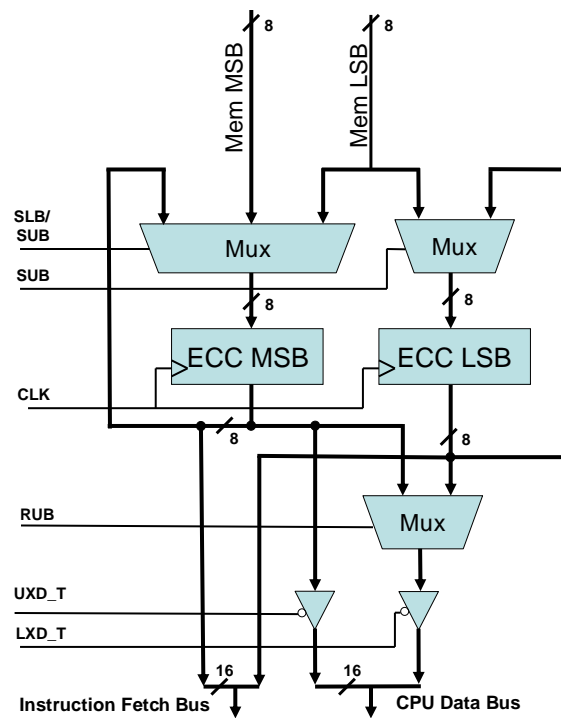 8
8
Mem MSB
Mem LSB
SLB/
SUB
Mux
Mux
SUB
8
8
ECC MSB
ECC LSB
CLK
8
8
RUB
Mux
UXD_T
LXD_T
16
16
Instruction Fetch Bus
CPU Data Bus